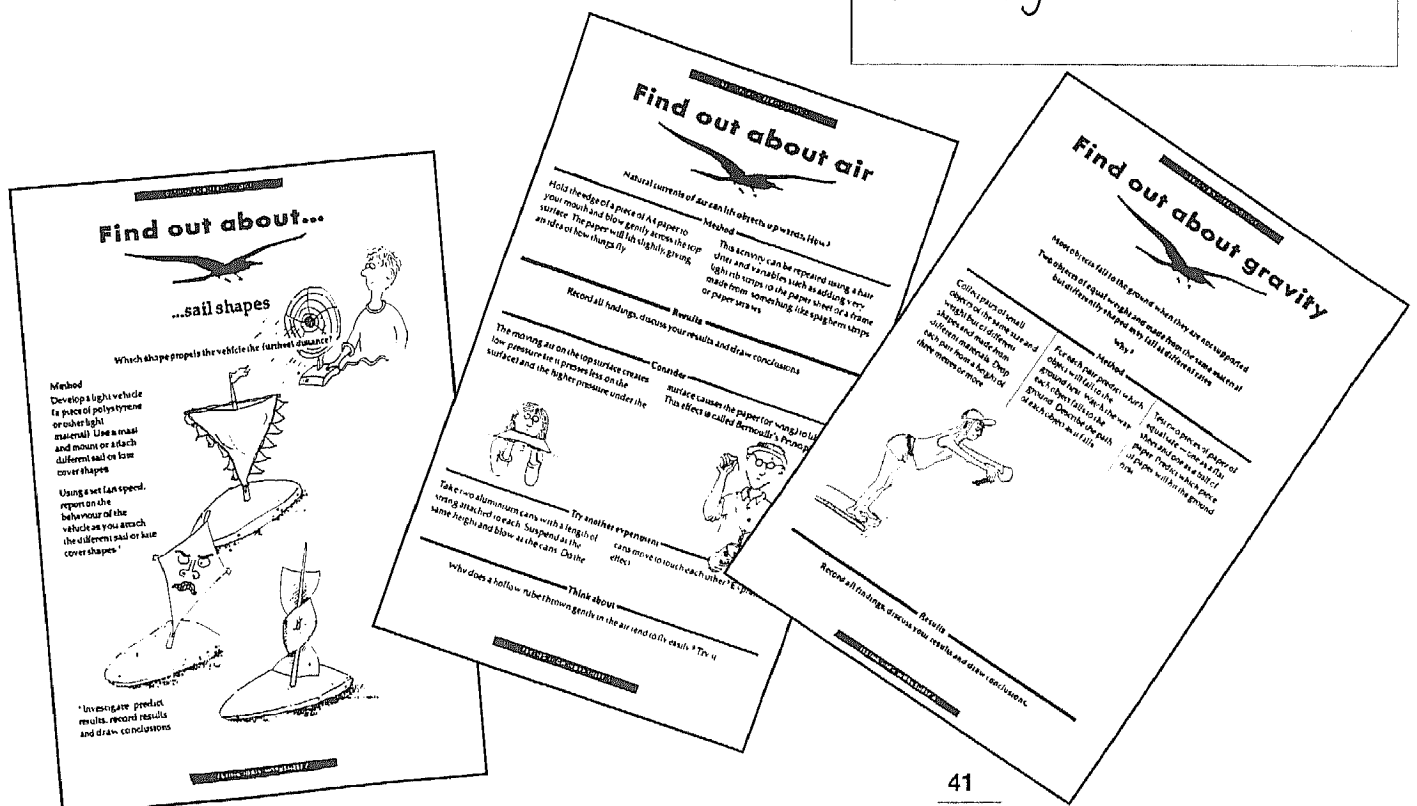 Find out about...
...sail shapes
Which shape propels the vehicle the furthest distance?
Method
Develop a light vehicle
(a piece of polystyrene
or other light
material) Use a mast
and mount or attach
different sail or kite
cover shapes
Using a set fan speed,
report on the
behaviour of the
vehicle as you attach
the different sail or kite
cover shapes *
* Investigate predict
results, record results
and draw conclusions
Find out about air
Natural currents of air can lift objects upwards, How?
Method
Hold the edge of a piece of A4 paper to
your mouth and blow gently across the top
surface. The paper will lift slightly, giving
an idea of how things fly
This activity can be repeated using a hair
drier and variables such as adding very
light rib strips to the paper sheet or a frame
made from something like spaghetti strips
or paper straws
Results
Record all findings, discuss your results and draw conclusions
Consider
The moving air on the top surface creates
low pressure (ie it presses less on the
surface) and the higher pressure under the
surface causes the paper (or wing) to
This effect is called Bernoulli's
Try another experiment
Take two aluminium cans with a length of
string attached to each. Suspend at the
same height and blow at the cans. Do the
cans move to touch each other?
effect
Think about
Why does a hollow tube thrown gently in the air tend to fly easily? Try it
Find out about gravity
Most objects fall to the ground when they are not supported
Two objects of equal weight and made from the same material
but differently shaped may fall at different rates
Why?
Method
Collect pairs of small
objects of the same size and
weight but of different
shapes and made from
different materials. Drop
each pair from a height of
three metres or more
For each pair predict which
object will fall to the
ground first. Watch the way
each object falls to the
ground. Describe the path
of each object as it falls
Test two pieces of paper of
equal size — one as a flat
sheet and one as a ball of
paper. Predict which piece
of paper will hit the ground
first
Results
Record all findings, discuss your results and draw conclusions
41